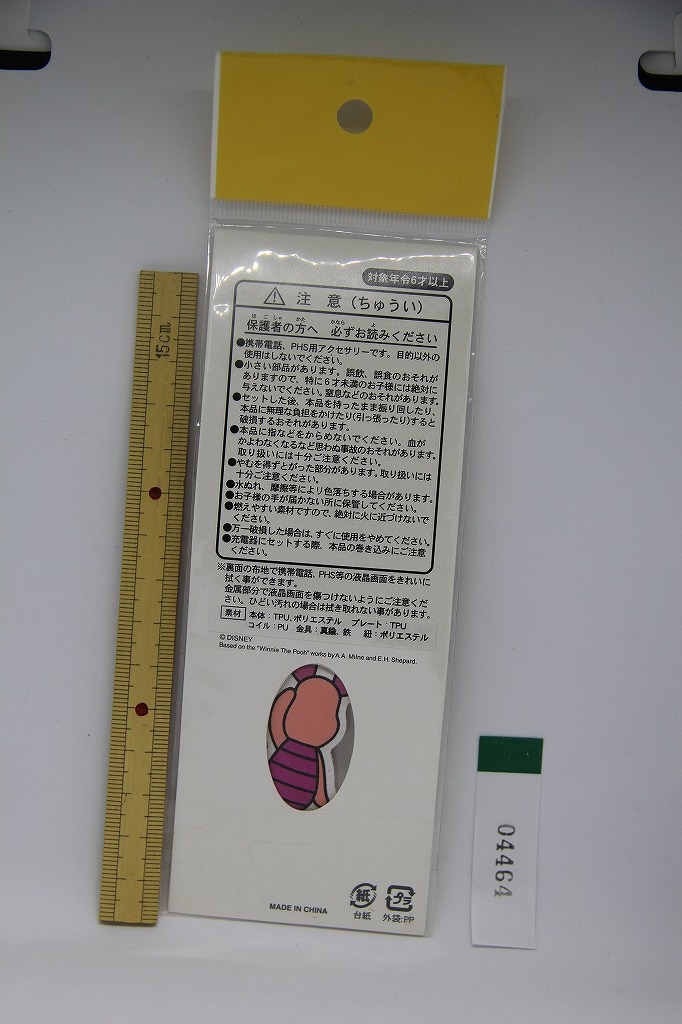 対象年令6才以上
注意(ちゅうい)
ほごしゃ かた かなら よ
保護者の方へ 必ずお読みください
●携帯電話、PHS用アクセサリーです。目的以外の
使用はしないでください。
●小さい部品があります。誤飲、誤食のおそれが
ありますので、特に6才未満のお子様には絶対に
与えないでください。窒息などのおそれがあります。
●セットした後、本品を持ったまま振り回したり、
本品に無理な負担をかけたり(引っ張ったり)すると
破損するおそれがあります。
●本品に指などをからめないでください。血が
かよわなくなるなど思わぬ事故のおそれがあります。
取り扱いには十分ご注意ください。
●やむを得ずとがった部分があります。取り扱いには
十分ご注意ください。
●水ぬれ、摩擦等により色落ちする場合があります。
●お子様の手が届かない所に保管してください。
●燃えやすい素材ですので、絶対に火に近づけないで
ください。
●万一破損した場合は、すぐに使用をやめてください。
●充電器にセットする際、本品の巻き込みにご注意
ください。
※裏面の布地で携帯電話、PHS等の液晶画面をきれいに
拭く事ができます。
金属部分で液晶画面を傷つけないようにご注意くだ
さい。ひどい汚れの場合は拭き取れない事があります。
素材 本体:TPU、ポリエステル プレート:TPU
コイル:PU 金具:真鍮、鉄 紐:ポリエステル
© DISNEY
Based on the "Winnie The Pooh" works by A.A. Milne and E.H. Shepard.
MADE IN CHINA
紙
台紙
プラ
外袋:PP
15cm
04464